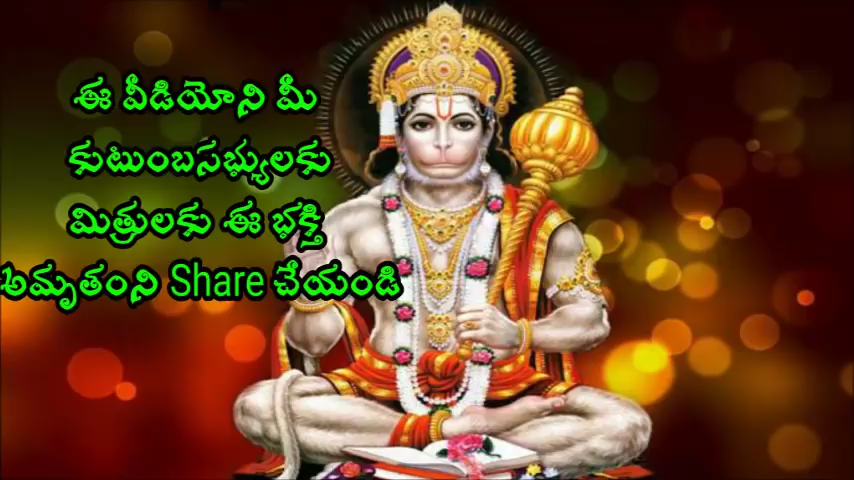 ఈ వీడియోని మీ
కుటుంబసభ్యులకు
మిత్రులకు ఈ భక్తి
అమృతంని Share చేయండి